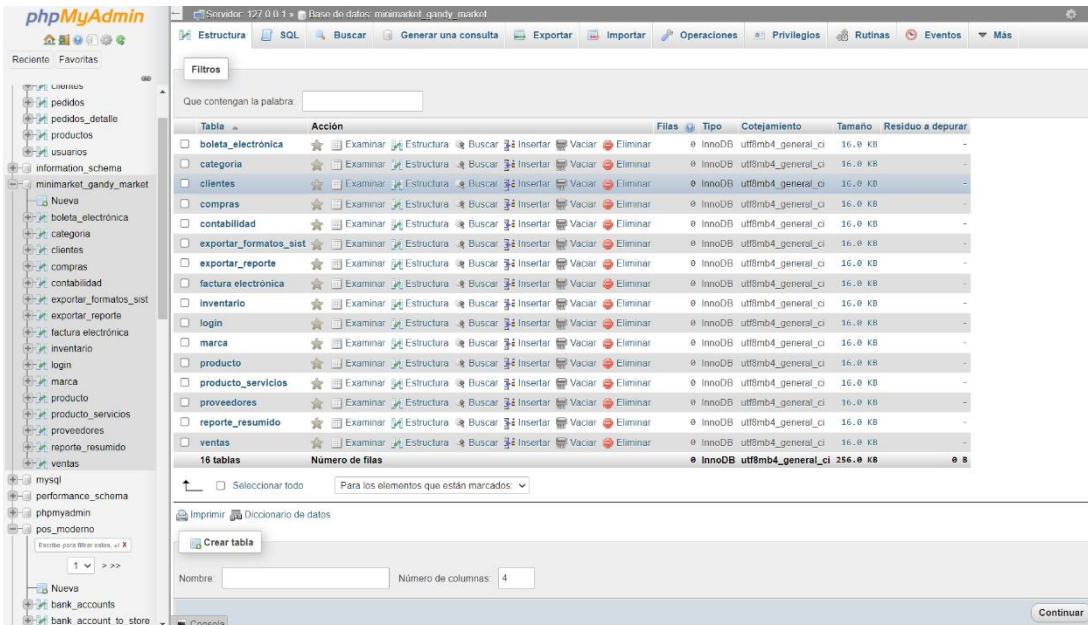 phpMyAdmin
Reciente Favoritas
clientes
pedidos
pedidos_detalle
productos
usuarios
information_schema
minimarket_gandy_market
Nueva
boleta_electrónica
categoria
clientes
compras
contabilidad
exportar_formatos_sist
exportar_reporte
factura electrónica
inventario
login
marca
producto
producto_servicios
proveedores
reporte_resumido
ventas
mysql
performance_schema
phpmyadmin
pos_moderno
X
1 > >>
Nueva
bank_accounts
bank_account_to_store
Servidor: 127.0.0.1 » Base de datos: minimarket_gandy_market
Estructura SQL Buscar Generar una consulta Exportar Importar Operaciones Privilegios Rutinas Eventos Más
Filtros
Que contengan la palabra:
Tabla Acción Filas Tipo Cotejamiento Tamaño Residuo a depurar
boleta_electrónica Examinar Estructura Buscar Insertar Vaciar Eliminar 0 InnoDB utf8mb4_general_ci 16.0 KB -
categoria Examinar Estructura Buscar Insertar Vaciar Eliminar 0 InnoDB utf8mb4_general_ci 16.0 KB -
clientes Examinar Estructura Buscar Insertar Vaciar Eliminar 0 InnoDB utf8mb4_general_ci 16.0 KB -
compras Examinar Estructura Buscar Insertar Vaciar Eliminar 0 InnoDB utf8mb4_general_ci 16.0 KB -
contabilidad Examinar Estructura Buscar Insertar Vaciar Eliminar 0 InnoDB utf8mb4_general_ci 16.0 KB -
exportar_formatos_sist Examinar Estructura Buscar Insertar Vaciar Eliminar 0 InnoDB utf8mb4_general_ci 16.0 KB -
exportar_reporte Examinar Estructura Buscar Insertar Vaciar Eliminar 0 InnoDB utf8mb4_general_ci 16.0 KB -
factura electrónica Examinar Estructura Buscar Insertar Vaciar Eliminar 0 InnoDB utf8mb4_general_ci 16.0 KB -
inventario Examinar Estructura Buscar Insertar Vaciar Eliminar 0 InnoDB utf8mb4_general_ci 16.0 KB -
login Examinar Estructura Buscar Insertar Vaciar Eliminar 0 InnoDB utf8mb4_general_ci 16.0 KB -
marca Examinar Estructura Buscar Insertar Vaciar Eliminar 0 InnoDB utf8mb4_general_ci 16.0 KB -
producto Examinar Estructura Buscar Insertar Vaciar Eliminar 0 InnoDB utf8mb4_general_ci 16.0 KB -
producto_servicios Examinar Estructura Buscar Insertar Vaciar Eliminar 0 InnoDB utf8mb4_general_ci 16.0 KB -
proveedores Examinar Estructura Buscar Insertar Vaciar Eliminar 0 InnoDB utf8mb4_general_ci 16.0 KB -
reporte_resumido Examinar Estructura Buscar Insertar Vaciar Eliminar 0 InnoDB utf8mb4_general_ci 16.0 KB -
ventas Examinar Estructura Buscar Insertar Vaciar Eliminar 0 InnoDB utf8mb4_general_ci 16.0 KB -
16 tablas Número de filas 0 InnoDB utf8mb4_general_ci 256.0 KB 0 B
Seleccionar todo Para los elementos que están marcados:
Imprimir Diccionario de datos
Crear tabla
Nombre: Número de columnas: 4
Continuar
Consola